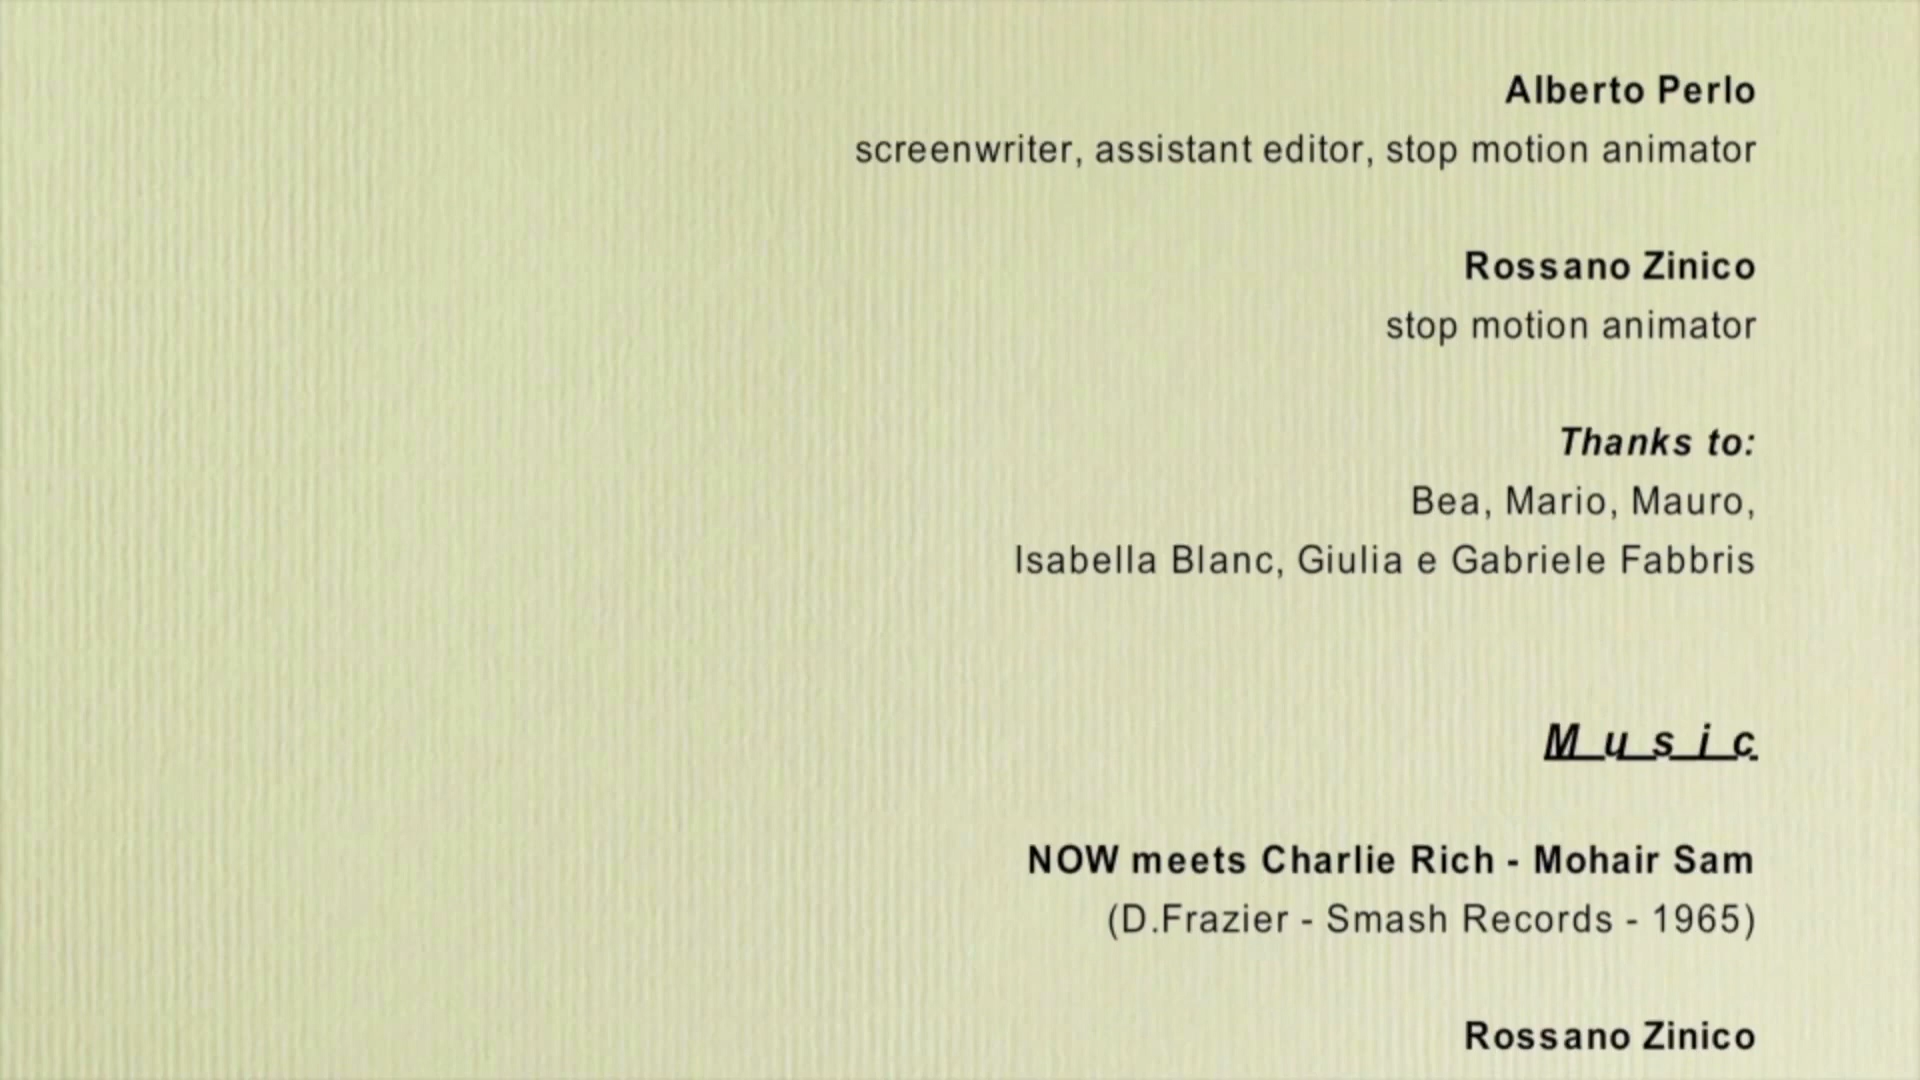 Alberto Perlo
screenwriter, assistant editor, stop motion animator
Rossano Zinico
stop motion animator
Thanks to:
Bea, Mario, Mauro,
Isabella Blanc, Giulia e Gabriele Fabbris
Music
NOW meets Charlie Rich - Mohair Sam
(D.Frazier - Smash Records - 1965)
Rossano Zinico